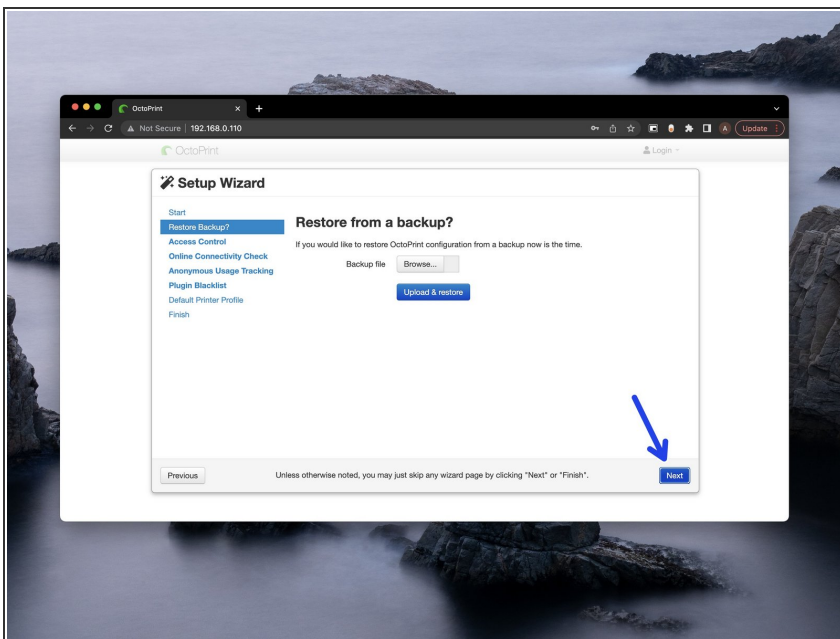 OctoPrint
Not Secure | 192.168.0.110
A
Update
OctoPrint
Login
Setup Wizard
Start
Restore Backup?
Access Control
Online Connectivity Check
Anonymous Usage Tracking
Plugin Blacklist
Default Printer Profile
Finish
Restore from a backup?
If you would like to restore OctoPrint configuration from a backup now is the time.
Backup file
Browse...
Upload & restore
Previous
Unless otherwise noted, you may just skip any wizard page by clicking "Next" or "Finish".
Next